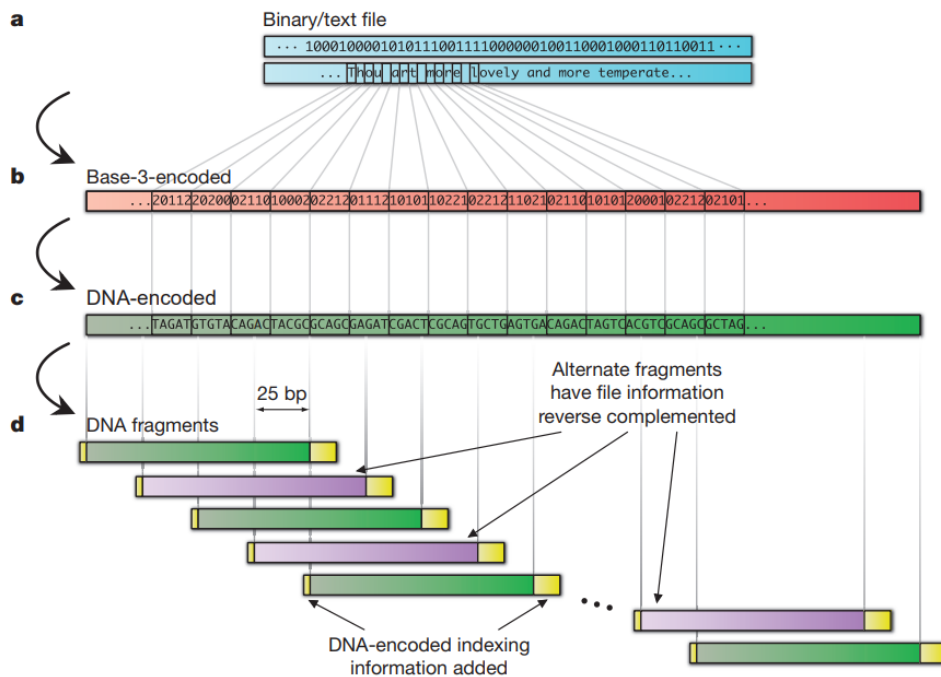 a
Binary/text file
··· 1000100001010111001111000000100110001000110110011 ···
... Thou art more lovely and more temperate...
b
Base-3-encoded
...201122020002110100020221201112101011022102212110210211010101200010221202101...
c
DNA-encoded
...TAGATGTGTACAGACTACGCGCAGCGAGATCGACTCGCAGTGCTGAGTGACAGACTAGTCACGTCGCAGCGCTAG...
Alternate fragments
have file information
reverse complemented
25 bp
d
DNA fragments
DNA-encoded indexing
information added